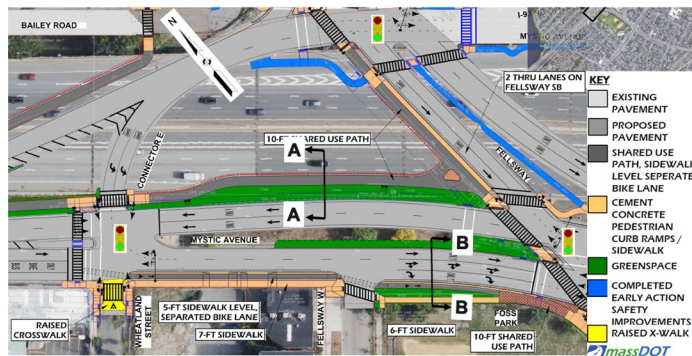 BAILEY ROAD
N
I-9
MYSTIC AVENUE
2 THRU LANES ON
FELLSWAY SB
KEY
EXISTING
PAVEMENT
PROPOSED
PAVEMENT
SHARED USE
PATH, SIDEWALK
LEVEL SEPERATE
BIKE LANE
CEMENT
CONCRETE
PEDESTRIAN
CURB RAMPS /
SIDEWALK
GREENSPACE
COMPLETED
EARLY ACTION
SAFETY
IMPROVEMENTS
RAISED X-WALK
massDOT
CONNECTOR E
10-FT SHARED USE PATH
FELLSWAY
A
A
MYSTIC AVENUE
B
B
RAISED
CROSSWALK
WHEATLAND
STREET
5-FT SIDEWALK LEVEL,
SEPARATED BIKE LANE
7-FT SIDEWALK
FELLSWAY W.
6-FT SIDEWALK
FOSS
PARK
10-FT SHARED
USE PATH